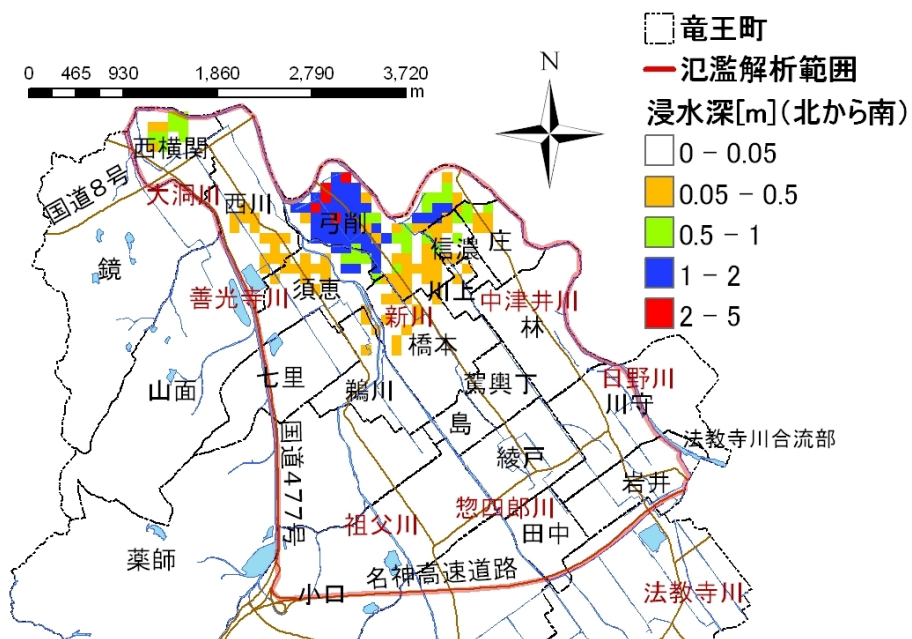 0 465 930 1,860 2,790 3,720
m
N
竜王町
氾濫解析範囲
浸水深[m](北から南)
0 - 0.05
0.05 - 0.5
0.5 - 1
1 - 2
2 - 5
西横関
国道8号
大洞川
西川
弓削
信濃
庄
鏡
善光寺川
須恵
川上
中津井川
新川
林
橋本
山面
七里
鵜川
駕輿丁
日野川
川守
島
法教寺川合流部
国道477号
綾戸
岩井
祖父川
惣四郎川
田中
薬師
名神高速道路
小口
法教寺川